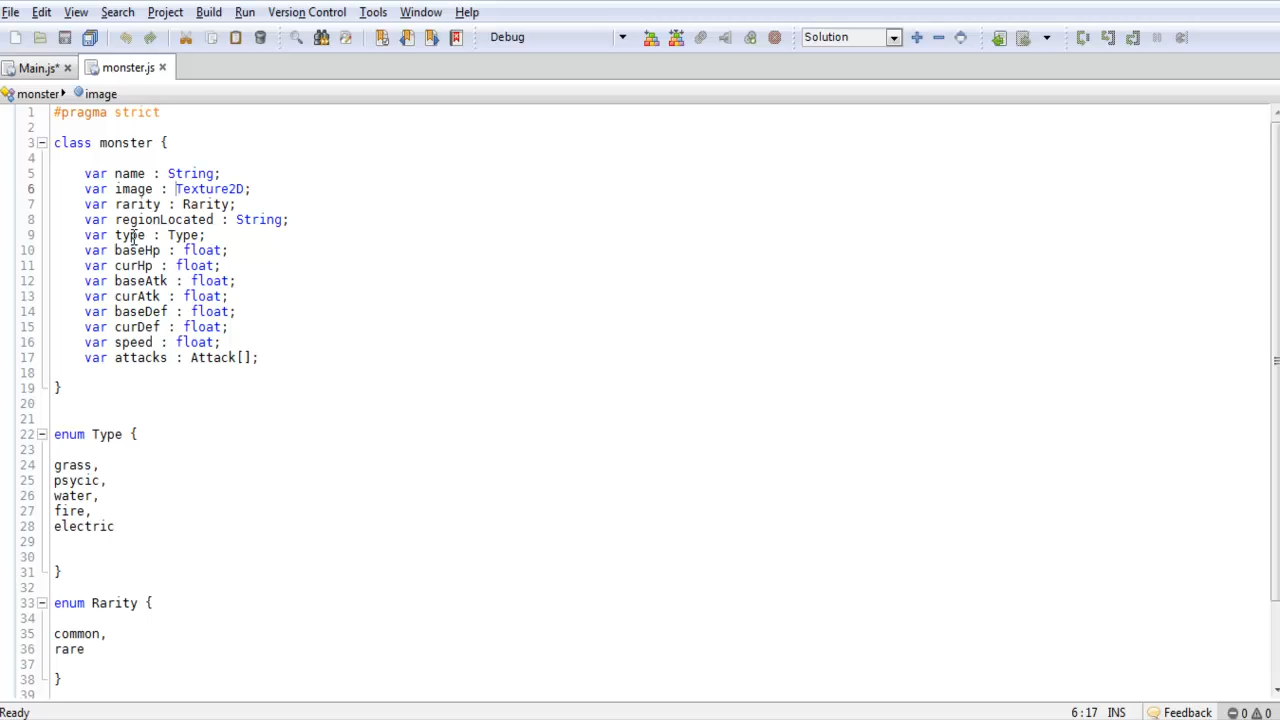 File Edit View Search Project Build Run Version Control Tools Window Help
Debug Solution
Main.js* monster.js
monster image
1 #pragma strict
2
3 class monster {
4
5 var name : String;
6 var image : Texture2D;
7 var rarity : Rarity;
8 var regionLocated : String;
9 var type : Type;
10 var baseHp : float;
11 var curHp : float;
12 var baseAtk : float;
13 var curAtk : float;
14 var baseDef : float;
15 var curDef : float;
16 var speed : float;
17 var attacks : Attack[];
18
19 }
20
21
22 enum Type {
23
24 grass,
25 psycic,
26 water,
27 fire,
28 electric
29
30
31 }
32
33 enum Rarity {
34
35 common,
36 rare
37
38 }
39
Ready 6:17 INS Feedback 0 0